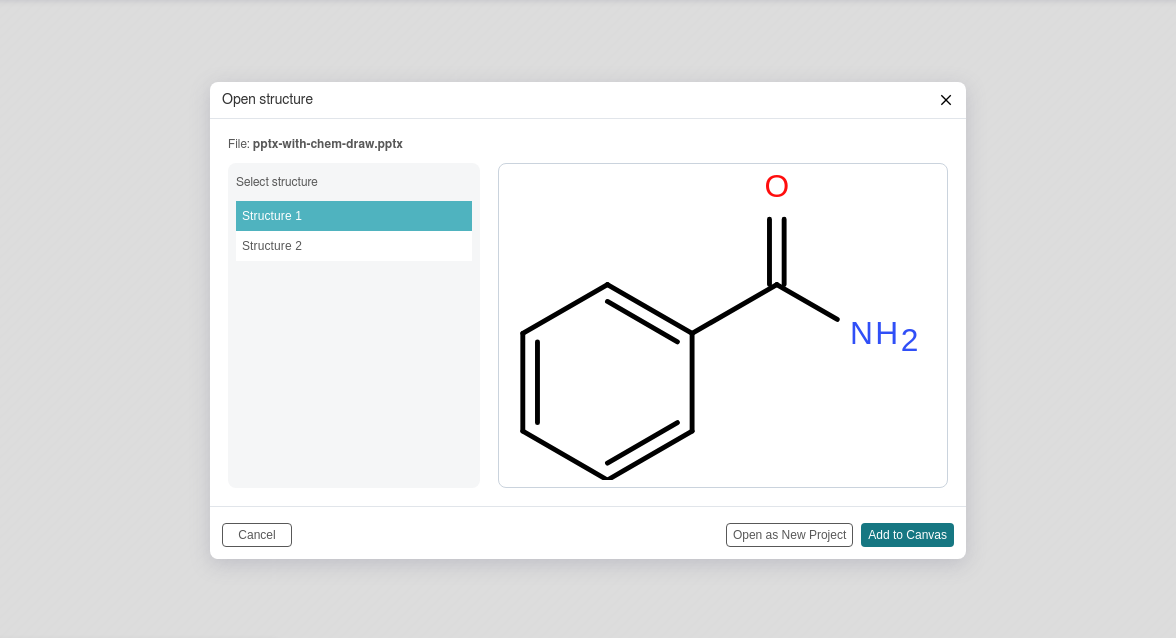 Open structure
File: pptx-with-chem-draw.pptx
Select structure
Structure 1
Structure 2
O
NH2
Cancel
Open as New Project
Add to Canvas